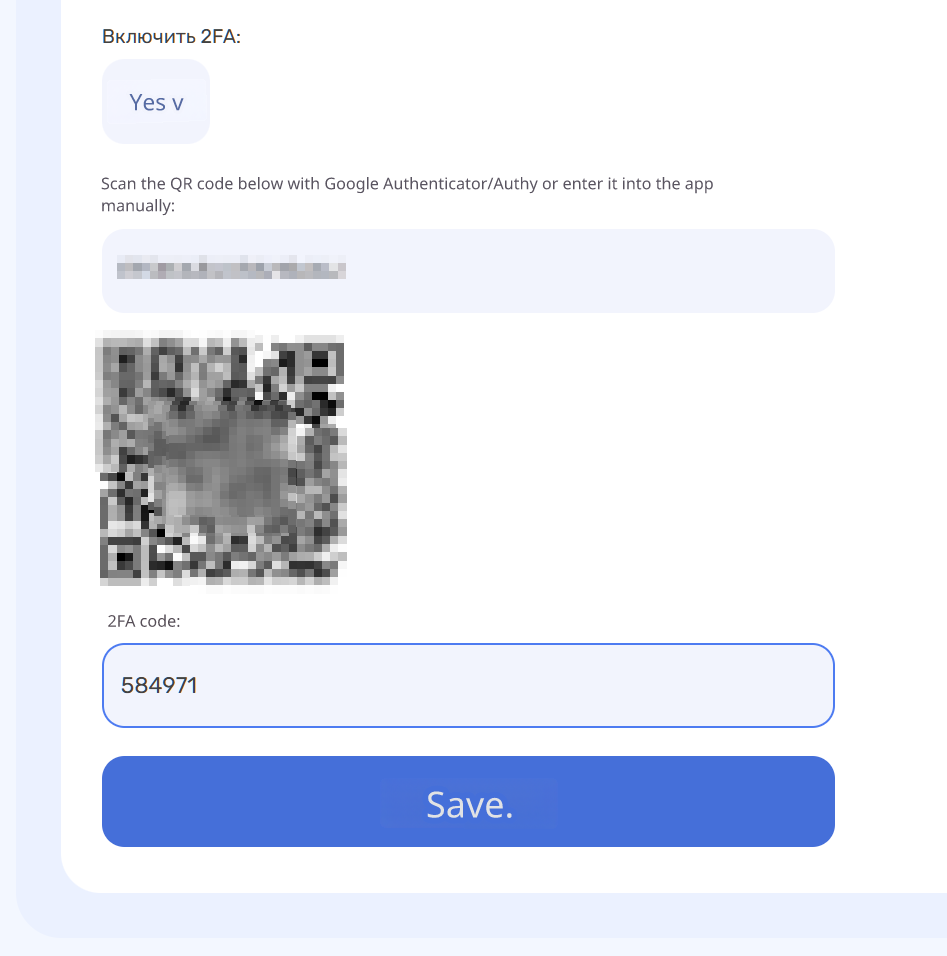 Включить 2FA:
Yes v
Scan the QR code below with Google Authenticator/Authy or enter it into the app
manually:
2FA code:
584971
Save.